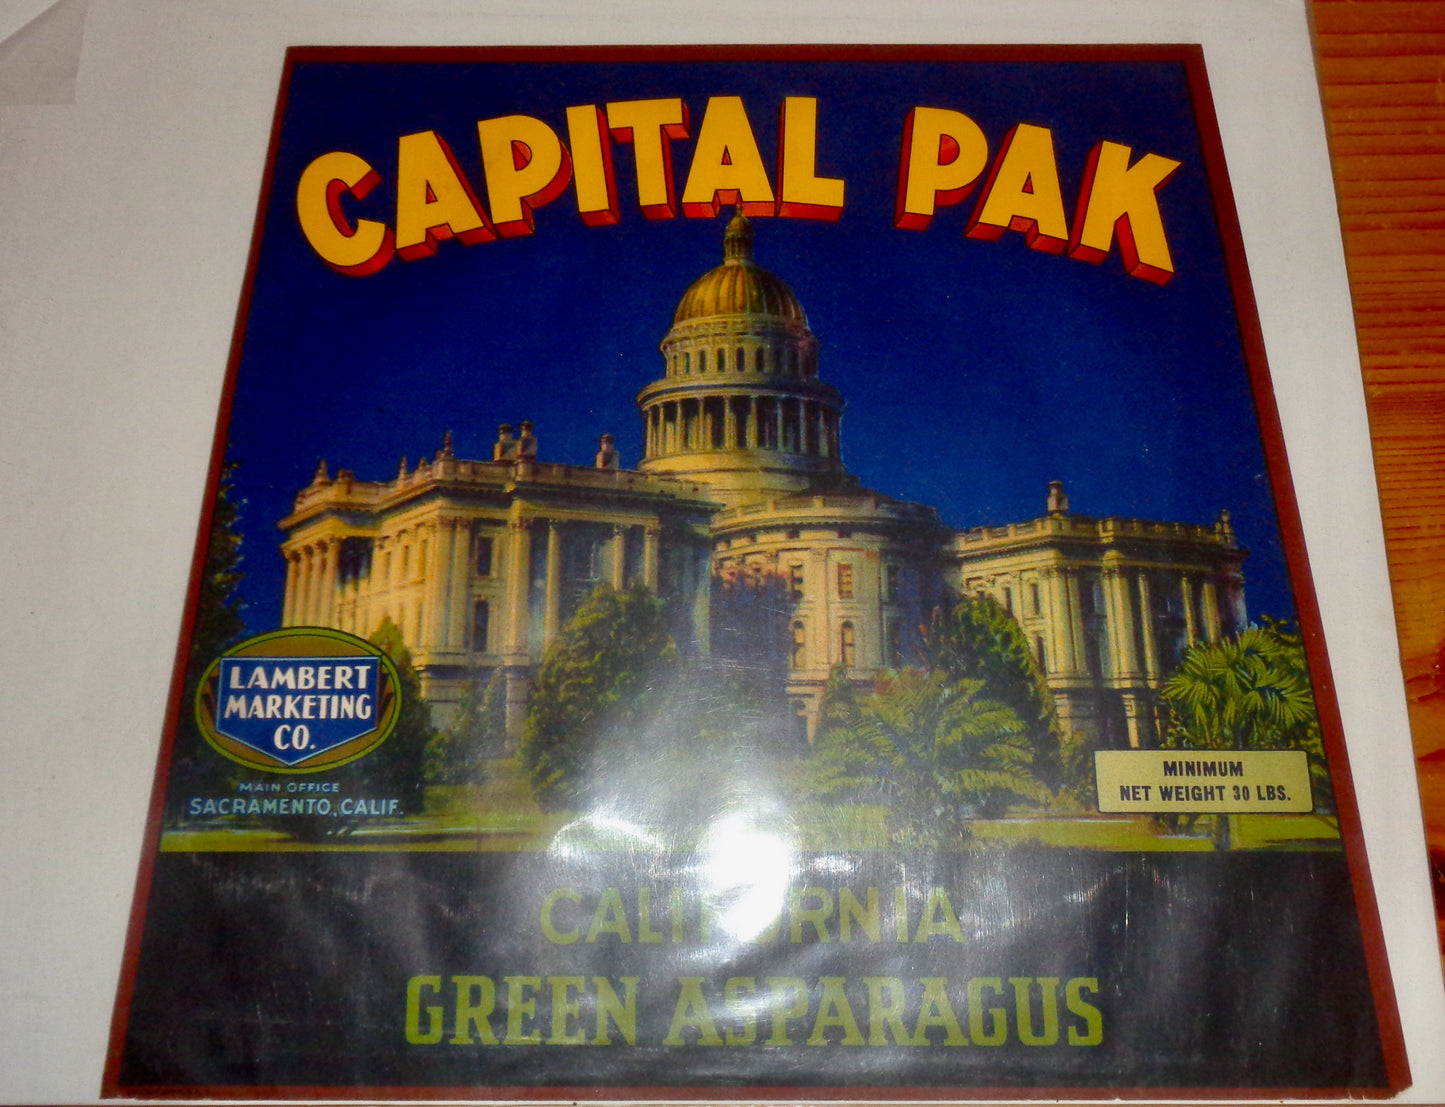 CAPITAL PAK
LAMBERT
MARKETING
CO.
MAIN OFFICE
SACRAMENTO, CALIF.
MINIMUM
NET WEIGHT 30 LBS.
CALIFORNIA
GREEN ASPARAGUS